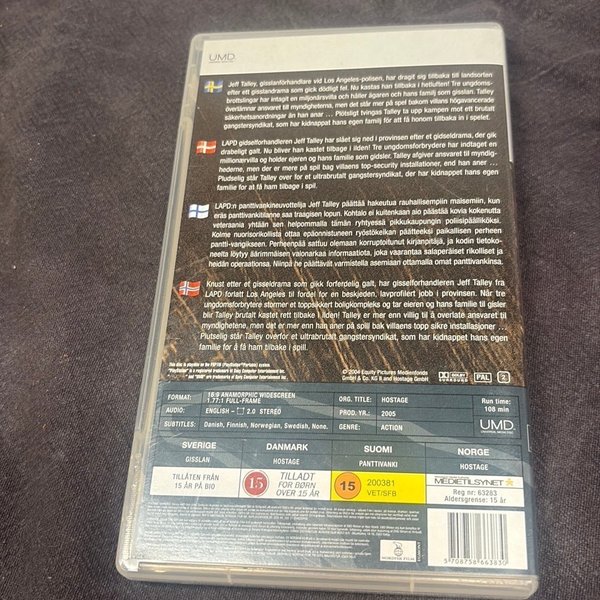 UMD
Jeff Talley, gisslanförhandlare vid Los Angeles-polisen, har dragit sig tillbaka till landsorten
efter ett gisslandrama som gick dödligt fel. Nu kastas han tillbaka i hetluften! Tre ungdoms-
brottslingar har intagit en miljonärsvilla och håller ägaren och hans familj som gisslan. Talley
överlämnar ansvaret till myndigheterna, men det står mer på spel bakom villans högavancerade
säkerhetsanordningar än han anar ... Plötsligt tvingas Talley ta upp kampen mot ett brutalt
gangstersyndikat, som har kidnappat hans egen familj för att få honom tillbaka in i spelet.
LAPD gidselforhandleren Jeff Talley har slået sig ned i provinsen efter et gidseldrama, der gik
drabeligt galt. Nu bliver han kastet tilbage i ilden! Tre ungdomsforbrydere har indtaget en
millionærvilla og holder ejeren og hans familie som gidsler. Talley afgiver ansvaret til myndig-
hederne, men der er mere på spil bag villaens top-security installationer, end han aner ...
Pludselig står Talley over for et ultrabrutalt gangstersyndikat, der har kidnappet hans egen
familie for at få ham tilbage i spil.
LAPD:n panttivankineuvottelija Jeff Talley päättää hakeutua rauhallisempiin maisemiin, kun
eräs panttivankitilanne saa traagisen lopun. Kohtalo ei kuitenkaan aio päästää kovia kokenutta
veteraania yhtään sen helpommalla tämän ryhtyessä pikkukaupungin poliisipäälliköksi.
Kolme nuorisorikollista ottaa epäonnistuneen ryöstökeikan päätteeksi paikallisen perheen
pantti-vangikseen. Perheenpää sattuu olemaan korruptoitunut kirjanpitäjä, ja kodin tietoko-
neelta löytyy äärimmäisen vaionarkaa informaatiota, joka vaarantaa salaperäiset rikolliset ja
heidän operaationsa. Niinpä he päättävät varmistella asemiaan ottamalla omat panttivankinsa.
Knust etter et gisseldrama som gikk forferdelig galt, har gisselforhandleren Jeff Talley fra
LAPD forlatt Los Angeles til fordel for en beskjeden, lavprofilert jobb i provinsen. Når tre
ungdomsforbrytere stormer et toppsikkert boligkompleks og tar eieren og hans familie til gisler
blir Talley brutalt kastet rett tilbake i ilden! Talley er mer enn villig til å overlate ansvaret til
myndighetene, men det er mer enn han aner på spill bak villaens topp sikre installasjoner ...
Plutselig står Talley overfor et ultrabrutalt gangstersyndikat, som har kidnappet hans egen
familie for å få ham tilbake i spill.
© 2004 Equity Pictures Medienfonds
GmbH & Co. KG II and Hostage GmbH.
DOLBY
SURROUND
PAL
2
FORMAT: 16:9 ANAMORPHIC WIDESCREEN
1.77:1 FULL-FRAME
ORG. TITLE: HOSTAGE
Run time:
108 min
AUDIO: ENGLISH - 2.0 STEREO
PROD. YR.: 2005
SUBTITLES: Danish, Finnish, Norwegian, Swedish, None.
GENRE: ACTION
UMD
SVERIGE DANMARK SUOMI NORGE
GISSLAN HOSTAGE PANTTIVANKI HOSTAGE
TILLÅTEN FRÅN
15 ÅR PÅ BIO
15
TILLADT
FOR BØRN
OVER 15 ÅR
15
200381
VET/SFB
MEDIETILSYNET
Reg nr: 63283
Aldersgrense: 15 år
NORDISK FILM
5708758663830